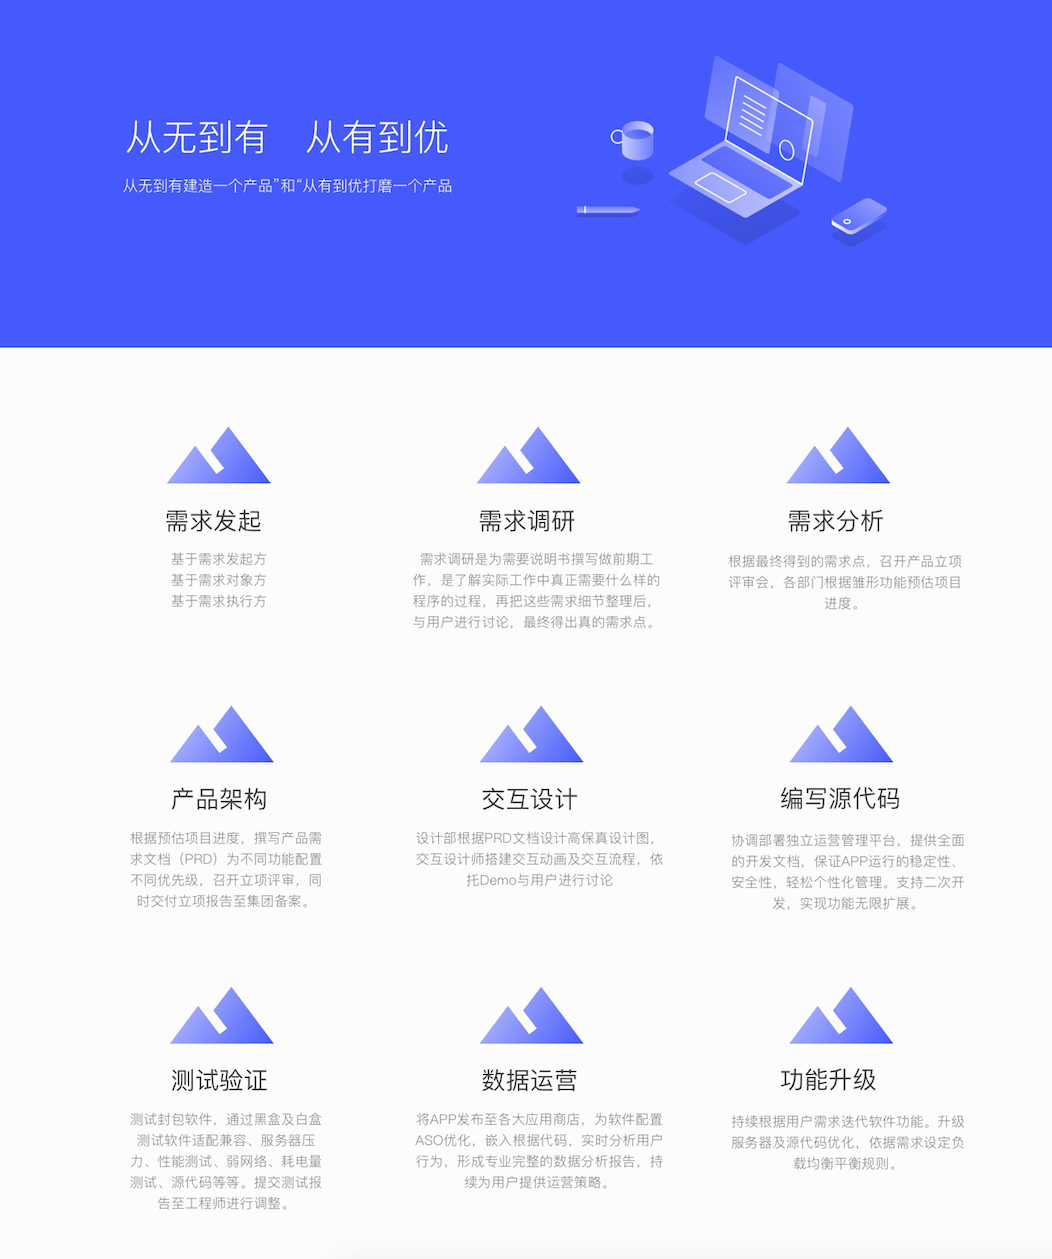 从无到有 从有到优
从无到有建造一个产品”和“从有到优打磨一个产品
需求发起
基于需求发起方
基于需求对象方
基于需求执行方
需求调研
需求调研是为需要说明书撰写做前期工
作，是了解实际工作中真正需要什么样的
程序的过程，再把这些需求细节整理后，
与用户进行讨论，最终得出真的需求点。
需求分析
根据最终得到的需求点，召开产品立项
评审会，各部门根据雏形功能预估项目
进度。
产品架构
根据预估项目进度，撰写产品需
求文档（PRD）为不同功能配置
不同优先级，召开立项评审，同
时交付立项报告至集团备案。
交互设计
设计部根据PRD文档设计高保真设计图，
交互设计师搭建交互动画及交互流程，依
托Demo与用户进行讨论
编写源代码
协调部署独立运营管理平台，提供全面
的开发文档，保证APP运行的稳定性、
安全性，轻松个性化管理。支持二次开
发，实现功能无限扩展。
测试验证
测试封包软件，通过黑盒及白盒
测试软件适配兼容、服务器压
力、性能测试、弱网络、耗电量
测试、源代码等等。提交测试报
告至工程师进行调整。
数据运营
将APP发布至各大应用商店，为软件配置
ASO优化，嵌入根据代码，实时分析用户
行为，形成专业完整的数据分析报告，持
续为用户提供运营策略。
功能升级
持续根据用户需求迭代软件功能。升级
服务器及源代码优化，依据需求设定负
载均衡平衡规则。